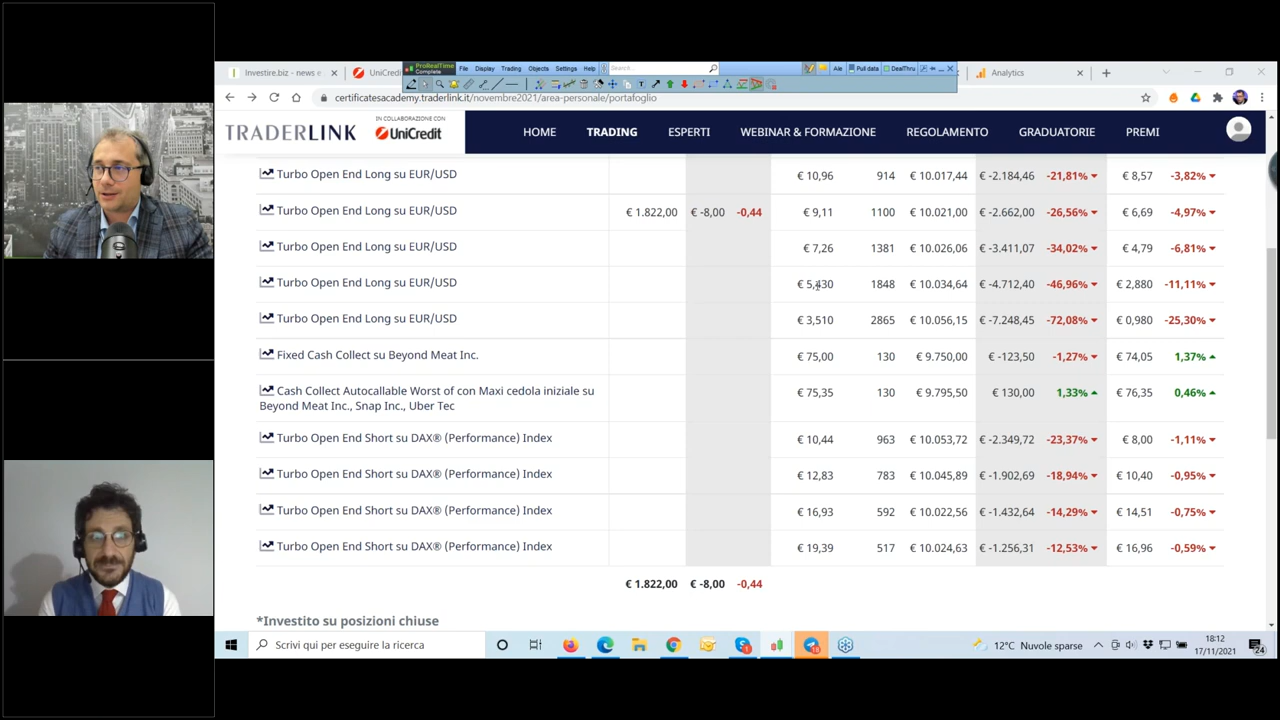 Investire.biz - news e
UniCredi
ProRealTime
Complete
File Display Trading Objects Settings Help
Search...
Ale Pull data DealThru
Analytics
certificatesacademy.traderlink.it/novembre2021/area-personale/portafoglio
TRADERLINK
IN COLLABORAZIONE CON
UniCredit
HOME TRADING ESPERTI WEBINAR & FORMAZIONE REGOLAMENTO GRADUATORIE PREMI
Turbo Open End Long su EUR/USD € 10,96 914 € 10.017,44 € -2.184,46 -21,81% € 8,57 -3,82%
Turbo Open End Long su EUR/USD € 1.822,00 € -8,00 -0,44 € 9,11 1100 € 10.021,00 € -2.662,00 -26,56% € 6,69 -4,97%
Turbo Open End Long su EUR/USD € 7,26 1381 € 10.026,06 € -3.411,07 -34,02% € 4,79 -6,81%
Turbo Open End Long su EUR/USD € 5,430 1848 € 10.034,64 € -4.712,40 -46,96% € 2,880 -11,11%
Turbo Open End Long su EUR/USD € 3,510 2865 € 10.056,15 € -7.248,45 -72,08% € 0,980 -25,30%
Fixed Cash Collect su Beyond Meat Inc. € 75,00 130 € 9.750,00 € -123,50 -1,27% € 74,05 1,37%
Cash Collect Autocallable Worst of con Maxi cedola iniziale su
Beyond Meat Inc., Snap Inc., Uber Tec € 75,35 130 € 9.795,50 € 130,00 1,33% € 76,35 0,46%
Turbo Open End Short su DAX® (Performance) Index € 10,44 963 € 10.053,72 € -2.349,72 -23,37% € 8,00 -1,11%
Turbo Open End Short su DAX® (Performance) Index € 12,83 783 € 10.045,89 € -1.902,69 -18,94% € 10,40 -0,95%
Turbo Open End Short su DAX® (Performance) Index € 16,93 592 € 10.022,56 € -1.432,64 -14,29% € 14,51 -0,75%
Turbo Open End Short su DAX® (Performance) Index € 19,39 517 € 10.024,63 € -1.256,31 -12,53% € 16,96 -0,59%
€ 1.822,00 € -8,00 -0,44
*Investito su posizioni chiuse
Scrivi qui per eseguire la ricerca
12°C Nuvole sparse
18:12
17/11/2021
24